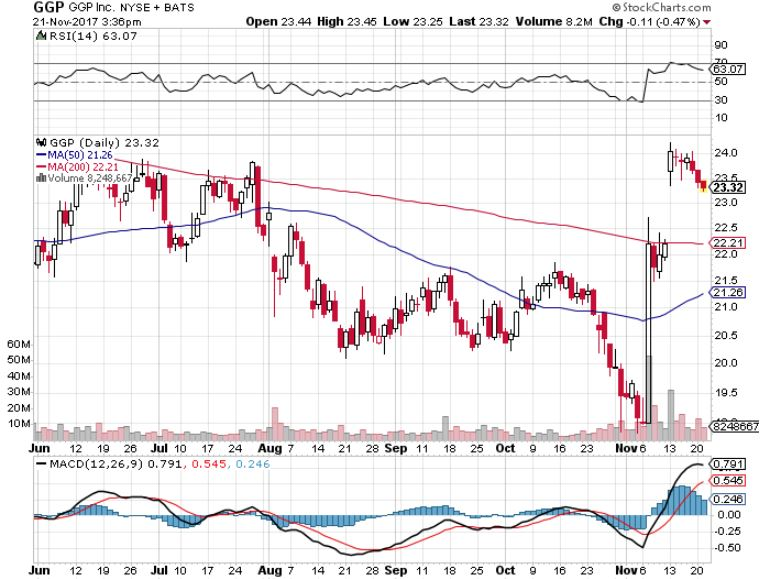 GGP GGP Inc. NYSE + BATS © StockCharts.com
21-Nov-2017 3:36pm Open 23.44 High 23.45 Low 23.25 Last 23.32 Volume 8.2M Chg -0.11 (-0.47%)
RSI(14) 63.07
90
70
63.07
50
30
10
GGP (Daily) 23.32
MA(50) 21.26
MA(200) 22.21
Volume 8,248,667
24.0
23.5
23.32
23.0
22.5
22.21
22.0
21.5
21.26
21.0
20.5
20.0
19.5
8248667
60M
50M
40M
30M
20M
10M
Jun 12 19 26 Jul 10 17 24 Aug 7 14 21 28 Sep 11 18 25 Oct 9 16 23 Nov 6 13 20
MACD(12,26,9) 0.791, 0.545, 0.246
0.791
0.545
0.246
0.00
-0.25
-0.50
Jun 12 19 26 Jul 10 17 24 Aug 7 14 21 28 Sep 11 18 25 Oct 9 16 23 Nov 6 13 20